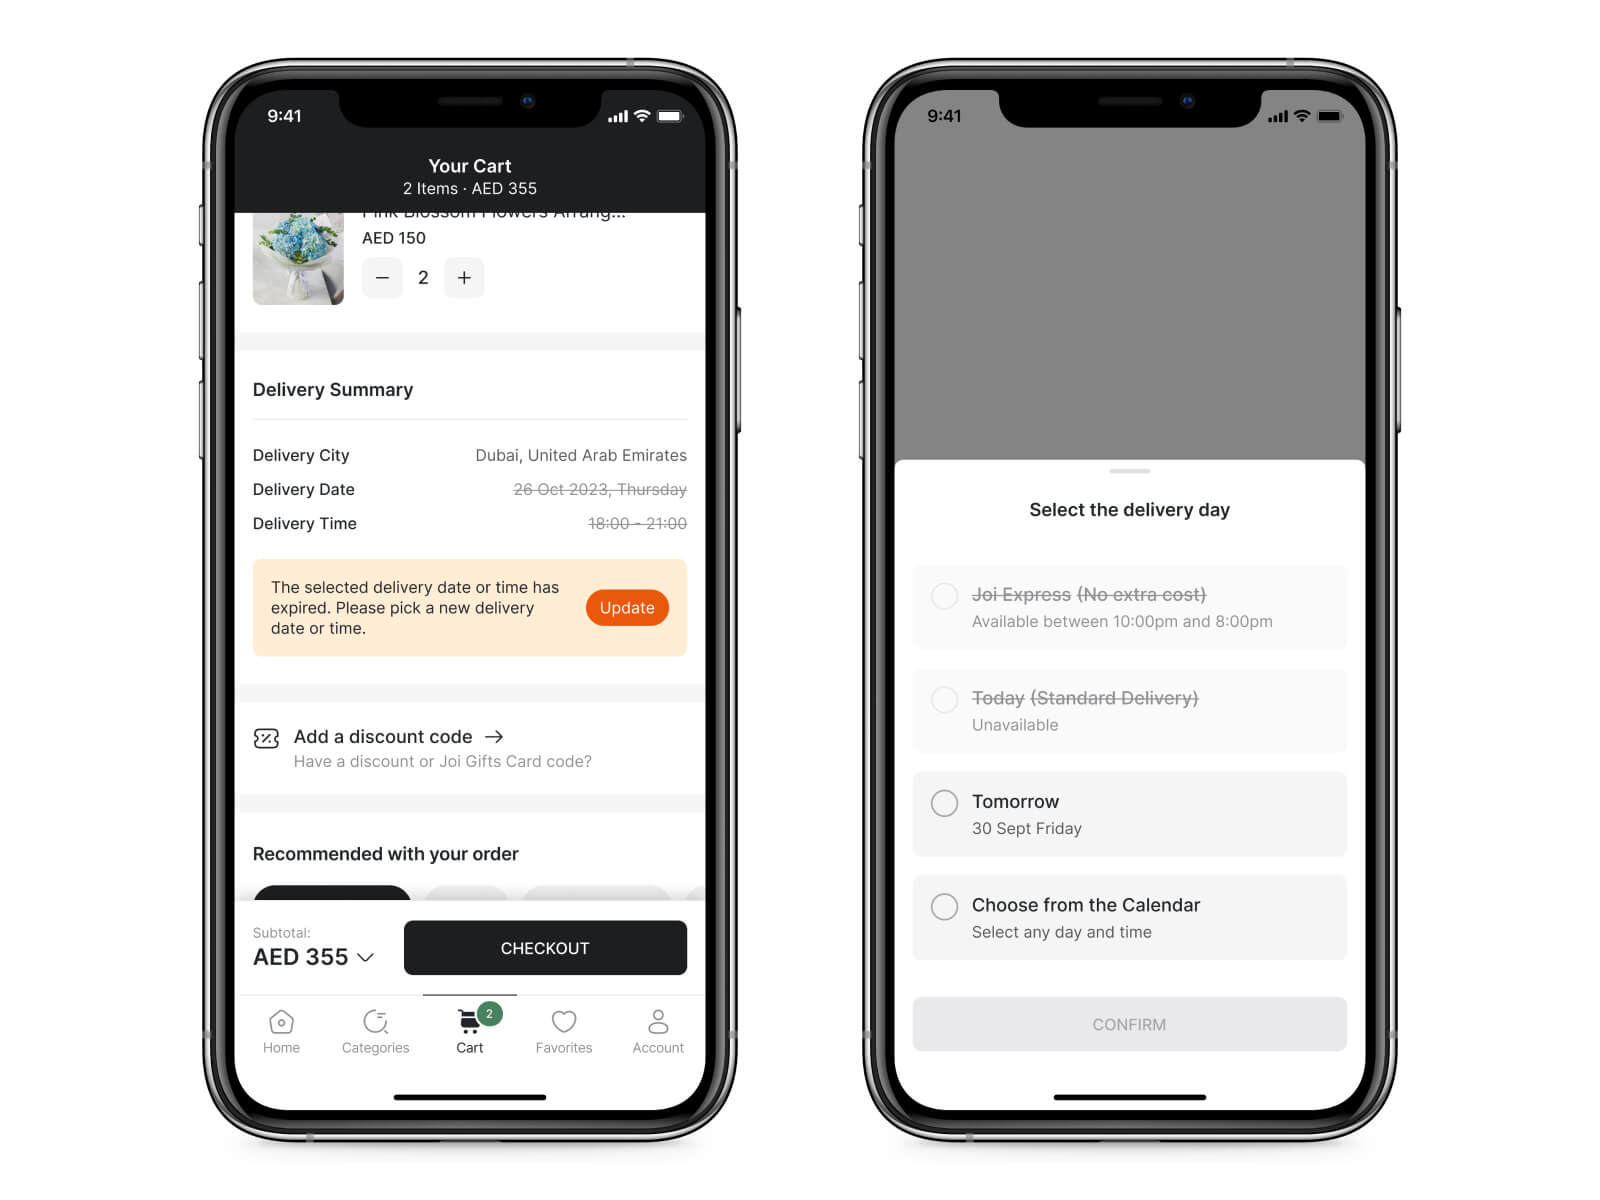 9:41
Your Cart
2 Items · AED 355
Pink Blossom Flowers Arrang...
AED 150
2
Delivery Summary
Delivery City Dubai, United Arab Emirates
Delivery Date 26 Oct 2023, Thursday
Delivery Time 18:00 - 21:00
The selected delivery date or time has
expired. Please pick a new delivery
date or time.
Update
Add a discount code →
Have a discount or Joi Gifts Card code?
Recommended with your order
Subtotal:
AED 355
CHECKOUT
2
Home Categories Cart Favorites Account
9:41
Select the delivery day
Joi Express (No extra cost)
Available between 10:00pm and 8:00pm
Today (Standard Delivery)
Unavailable
Tomorrow
30 Sept Friday
Choose from the Calendar
Select any day and time
CONFIRM